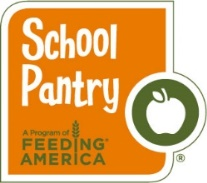 School
Pantry
A Program of
FEEDING®
AMERICA
®